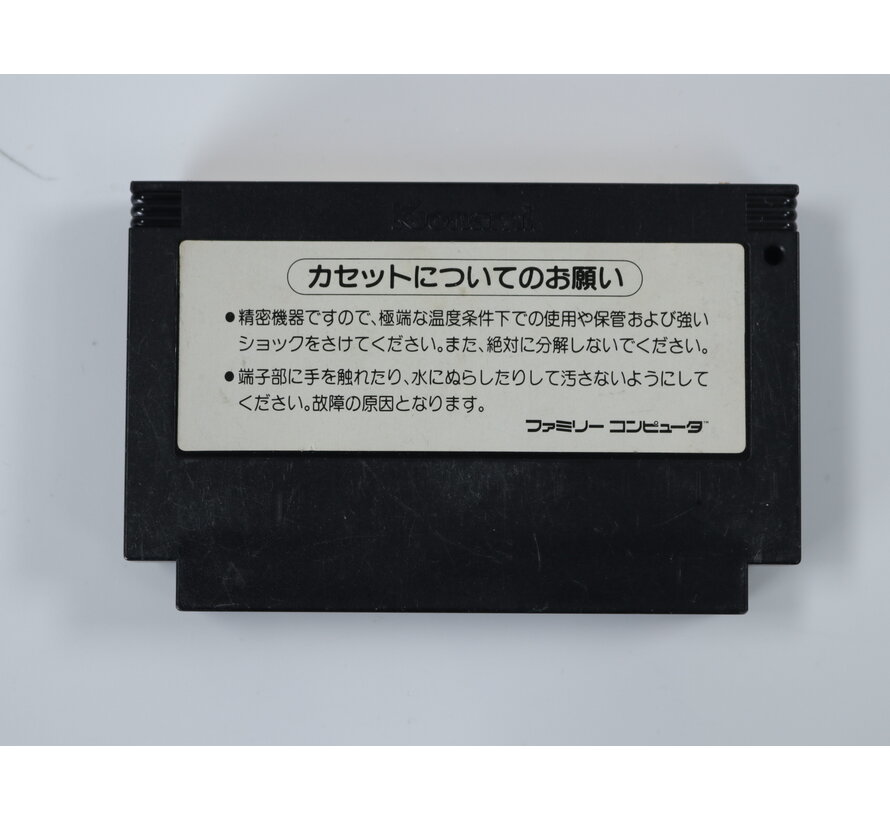 Konami
カセットについてのお願い
●精密機器ですので、極端な温度条件下での使用や保管および強い
ショックをさけてください。また、絶対に分解しないでください。
●端子部に手を触れたり、水にぬらしたりして汚さないようにして
ください。故障の原因となります。
ファミリー コンピュータ™